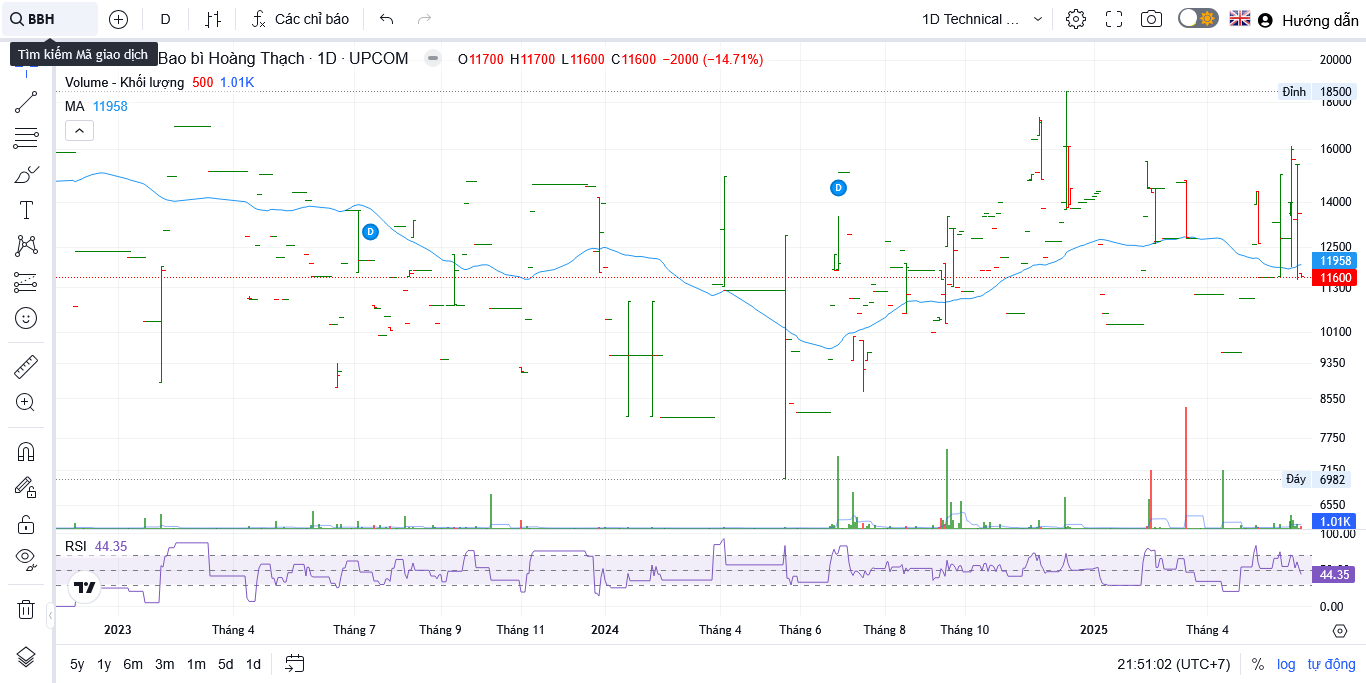 BBH
D
Các chỉ báo
1D Technical ...
Hướng dẫn
Tìm kiếm Mã giao dịch
Bao bì Hoàng Thạch · 1D · UPCOM
O11700 H11700 L11600 C11600 −2000 (−14.71%)
Volume - Khối lượng 500 1.01K
MA 11958
20000
Đỉnh 18500
18000
16000
14000
12500
11958
11600
11300
10100
9350
8550
7750
7150
Đáy 6982
6550
1.01K
D
D
RSI 44.35
100.00
44.35
0.00
2023
Tháng 4
Tháng 7
Tháng 9
Tháng 11
2024
Tháng 4
Tháng 6
Tháng 8
Tháng 10
2025
Tháng 4
5y 1y 6m 3m 1m 5d 1d
21:51:02 (UTC+7)
%
log
tự động